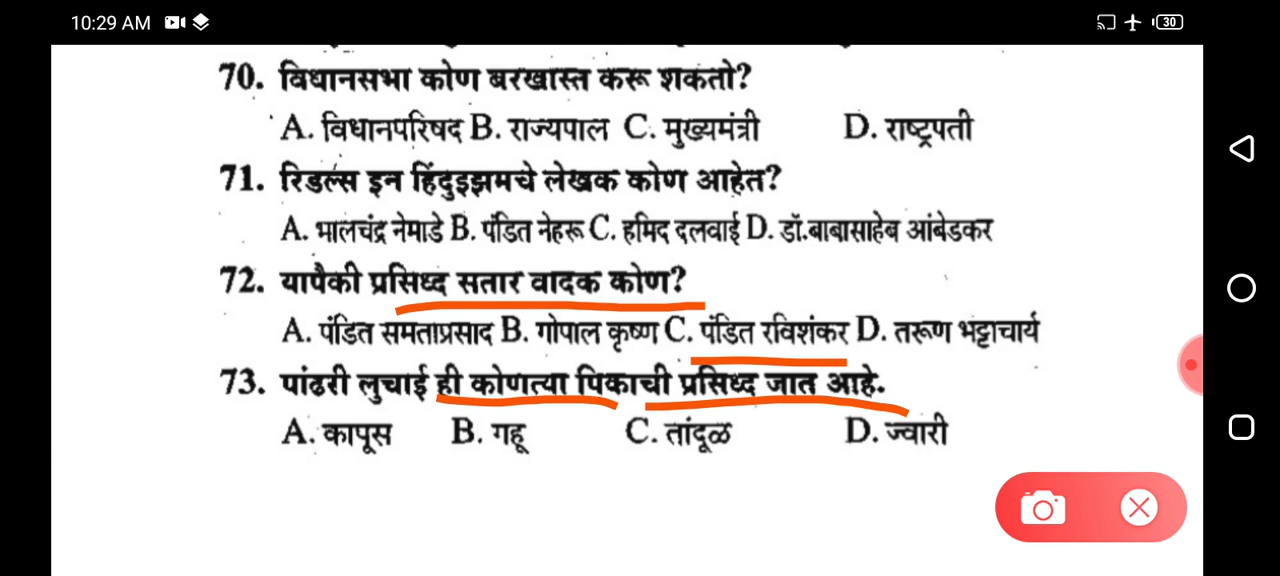 10:29 AM 30
70. विधानसभा कोण बरखास्त करू शकतो?
A. विधानपरिषद B. राज्यपाल C. मुख्यमंत्री D. राष्ट्रपती
71. रिडल्स इन हिंदुइझमचे लेखक कोण आहेत?
A. भालचंद्र नेमाडे B. पंडित नेहरू C. हमिद दलवाई D. डॉ.बाबासाहेब आंबेडकर
72. यापैकी प्रसिध्द सतार वादक कोण?
A. पंडित समताप्रसाद B. गोपाल कृष्ण C. पंडित रविशंकर D. तरूण भट्टाचार्य
73. पांढरी लुचाई ही कोणत्या पिकाची प्रसिध्द जात आहे.
A. कापूस B. गहू C. तांदूळ D. ज्वारी